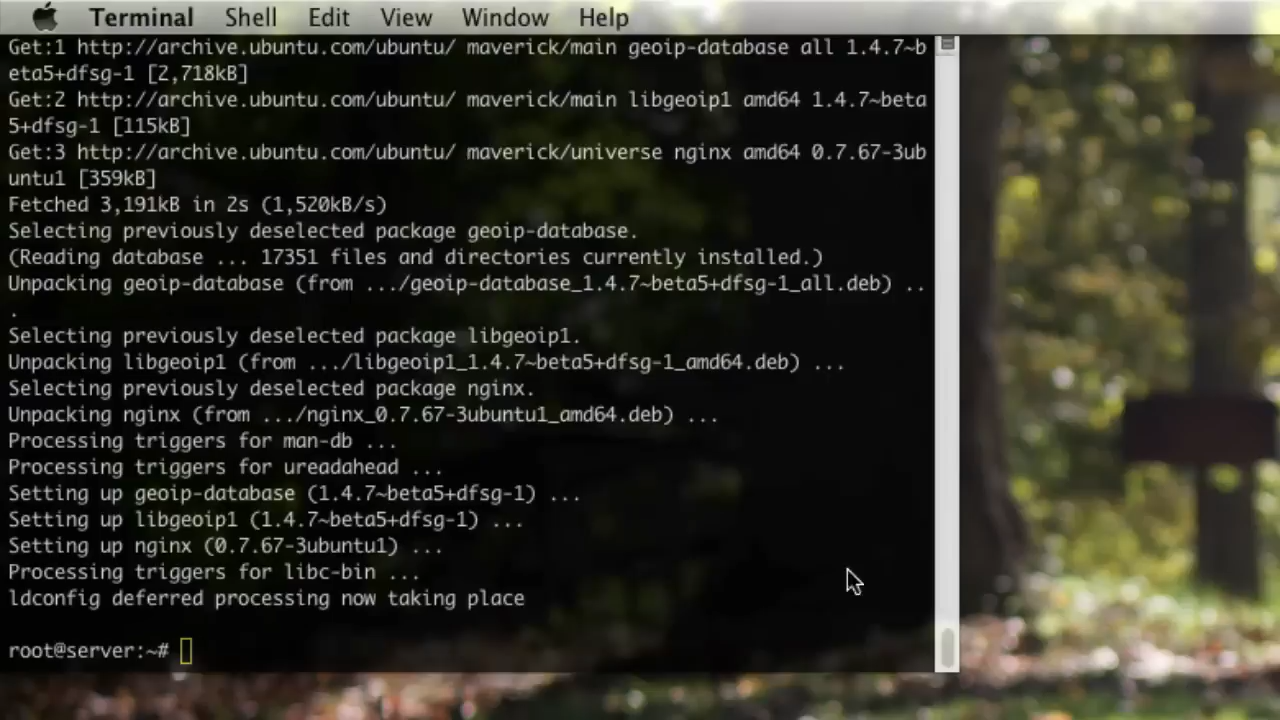 Terminal Shell Edit View Window Help
Get:1 http://archive.ubuntu.com/ubuntu/ maverick/main geoip-database all 1.4.7~b
eta5+dfsg-1 [2,718kB]
Get:2 http://archive.ubuntu.com/ubuntu/ maverick/main libgeoip1 amd64 1.4.7~beta
5+dfsg-1 [115kB]
Get:3 http://archive.ubuntu.com/ubuntu/ maverick/universe nginx amd64 0.7.67-3ub
untu1 [359kB]
Fetched 3,191kB in 2s (1,520kB/s)
Selecting previously deselected package geoip-database.
(Reading database ... 17351 files and directories currently installed.)
Unpacking geoip-database (from .../geoip-database_1.4.7~beta5+dfsg-1_all.deb) ..
.
Selecting previously deselected package libgeoip1.
Unpacking libgeoip1 (from .../libgeoip1_1.4.7~beta5+dfsg-1_amd64.deb) ...
Selecting previously deselected package nginx.
Unpacking nginx (from .../nginx_0.7.67-3ubuntu1_amd64.deb) ...
Processing triggers for man-db ...
Processing triggers for ureadahead ...
Setting up geoip-database (1.4.7~beta5+dfsg-1) ...
Setting up libgeoip1 (1.4.7~beta5+dfsg-1) ...
Setting up nginx (0.7.67-3ubuntu1) ...
Processing triggers for libc-bin ...
ldconfig deferred processing now taking place
root@server:~#